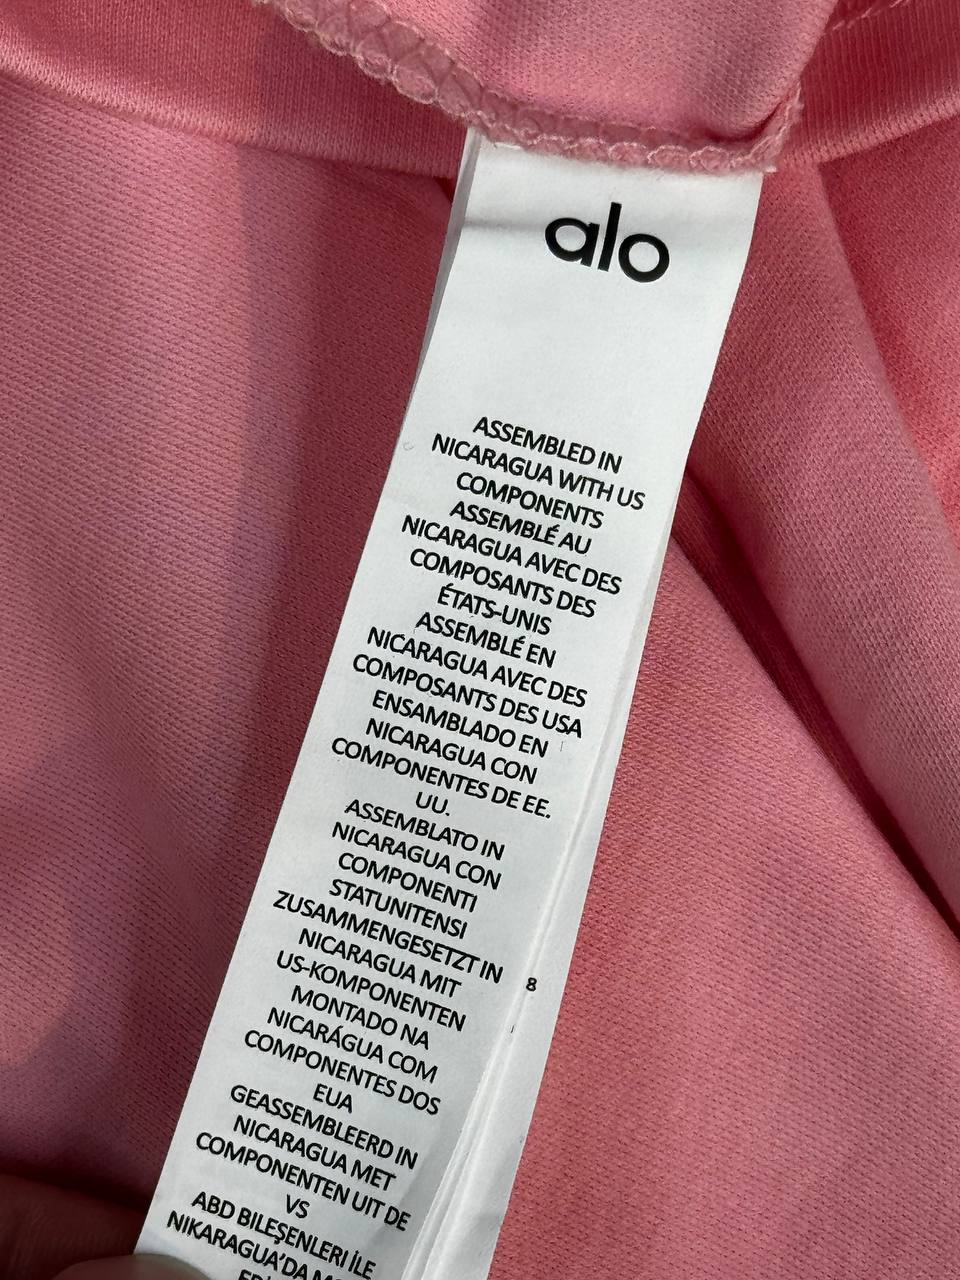 alo
ASSEMBLED IN
NICARAGUA WITH US
COMPONENTS
ASSEMBLÉ AU
NICARAGUA AVEC DES
COMPOSANTS DES
ÉTATS-UNIS
ASSEMBLÉ EN
NICARAGUA AVEC DES
COMPOSANTS DES USA
ENSAMBLADO EN
NICARAGUA CON
COMPONENTES DE EE.
UU.
ASSEMBLATO IN
NICARAGUA CON
COMPONENTI
STATUNITENSI
ZUSAMMENGESETZT IN
NICARAGUA MIT
US-KOMPONENTEN
MONTADO NA
NICARÁGUA COM
COMPONENTES DOS
EUA
GEASSEMBLEERD IN
NICARAGUA MET
COMPONENTEN UIT DE
VS
ABD BILEŞENLERI İLE
NIKARAGUA'DA
8